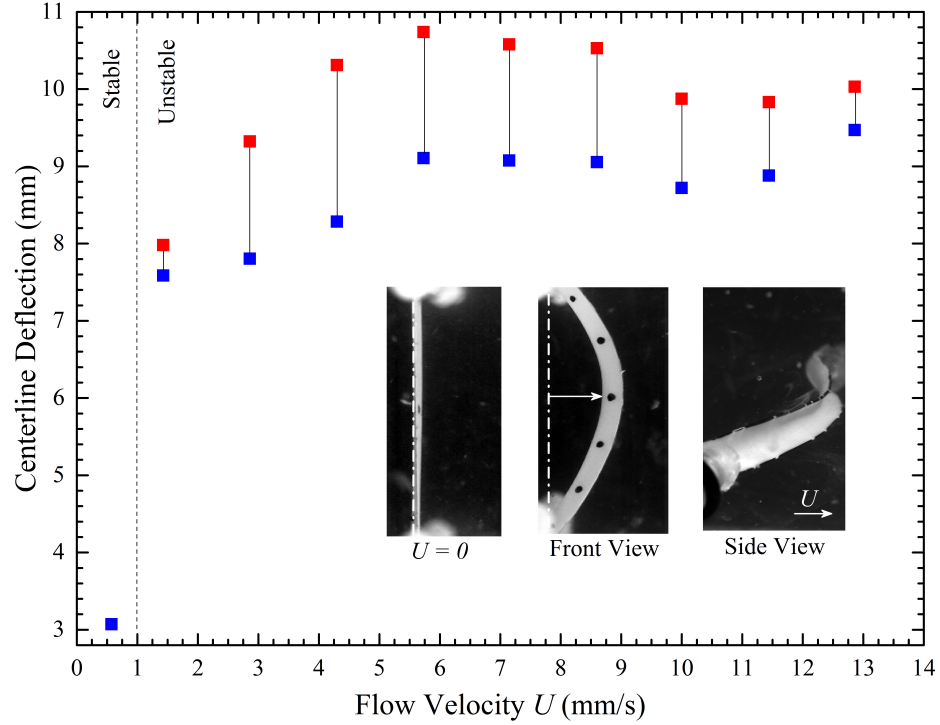 11
10
9
8
7
6
5
4
3
Centerline Deflection (mm)
Stable
Unstable
U = 0
Front View
Side View
U
0 1 2 3 4 5 6 7 8 9 10 11 12 13 14
Flow Velocity U (mm/s)